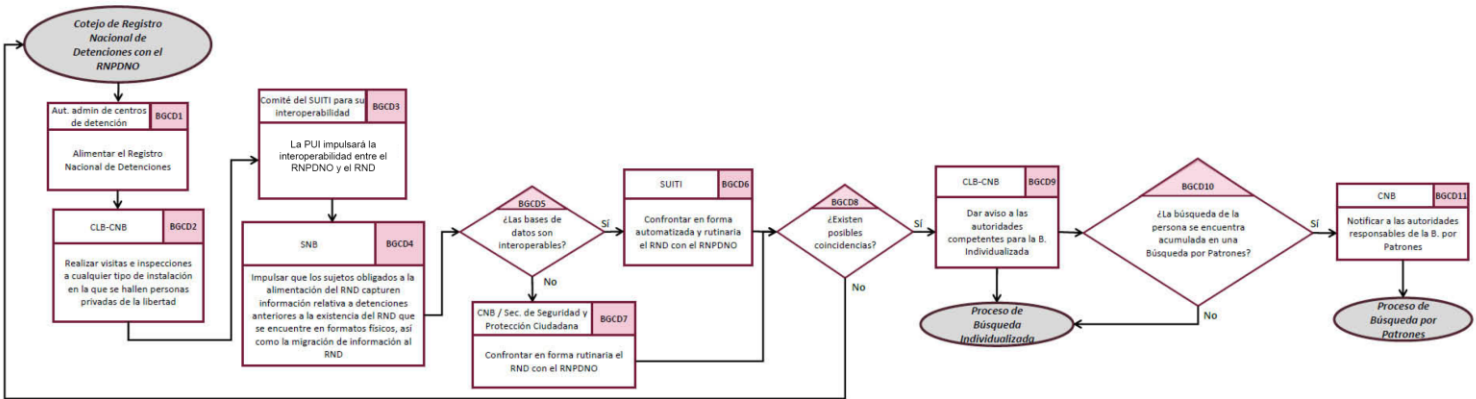 Cotejo de Registro
Nacional de
Detenciones con el
RNPDNO
Aut. admin de centros
de detención
BGCD1
Alimentar el Registro
Nacional de Detenciones
CLB-CNB
BGCD2
Realizar visitas e inspecciones
a cualquier tipo de instalación
en la que se hallen personas
privadas de la libertad
Comité del SUITI para su
interoperabilidad
BGCD3
La PUI impulsará la
interoperabilidad entre el
RNPDNO y el RND
SNB
BGCD4
Impulsar que los sujetos obligados a la
alimentación del RND capturen
información relativa a detenciones
anteriores a la existencia del RND que
se encuentre en formatos físicos, así
como la migración de información al
RND
BGCD5
¿Las bases de
datos son
interoperables?
Sí
No
SUITI
BGCD6
Confrontar en forma
automatizada y rutinaria
el RND con el RNPDNO
CNB / Sec. de Seguridad y
Protección Ciudadana
BGCD7
Confrontar en forma rutinaria el
RND con el RNPDNO
BGCD8
¿Existen
posibles
coincidencias?
Sí
No
CLB-CNB
BGCD9
Dar aviso a las
autoridades
competentes para la B.
Individualizada
Proceso de
Búsqueda
Individualizada
BGCD10
¿La búsqueda de la
persona se encuentra
acumulada en una
Búsqueda por Patrones?
Sí
No
CNB
BGCD11
Notificar a las autoridades
responsables de la B. por
Patrones
Proceso de
Búsqueda por
Patrones